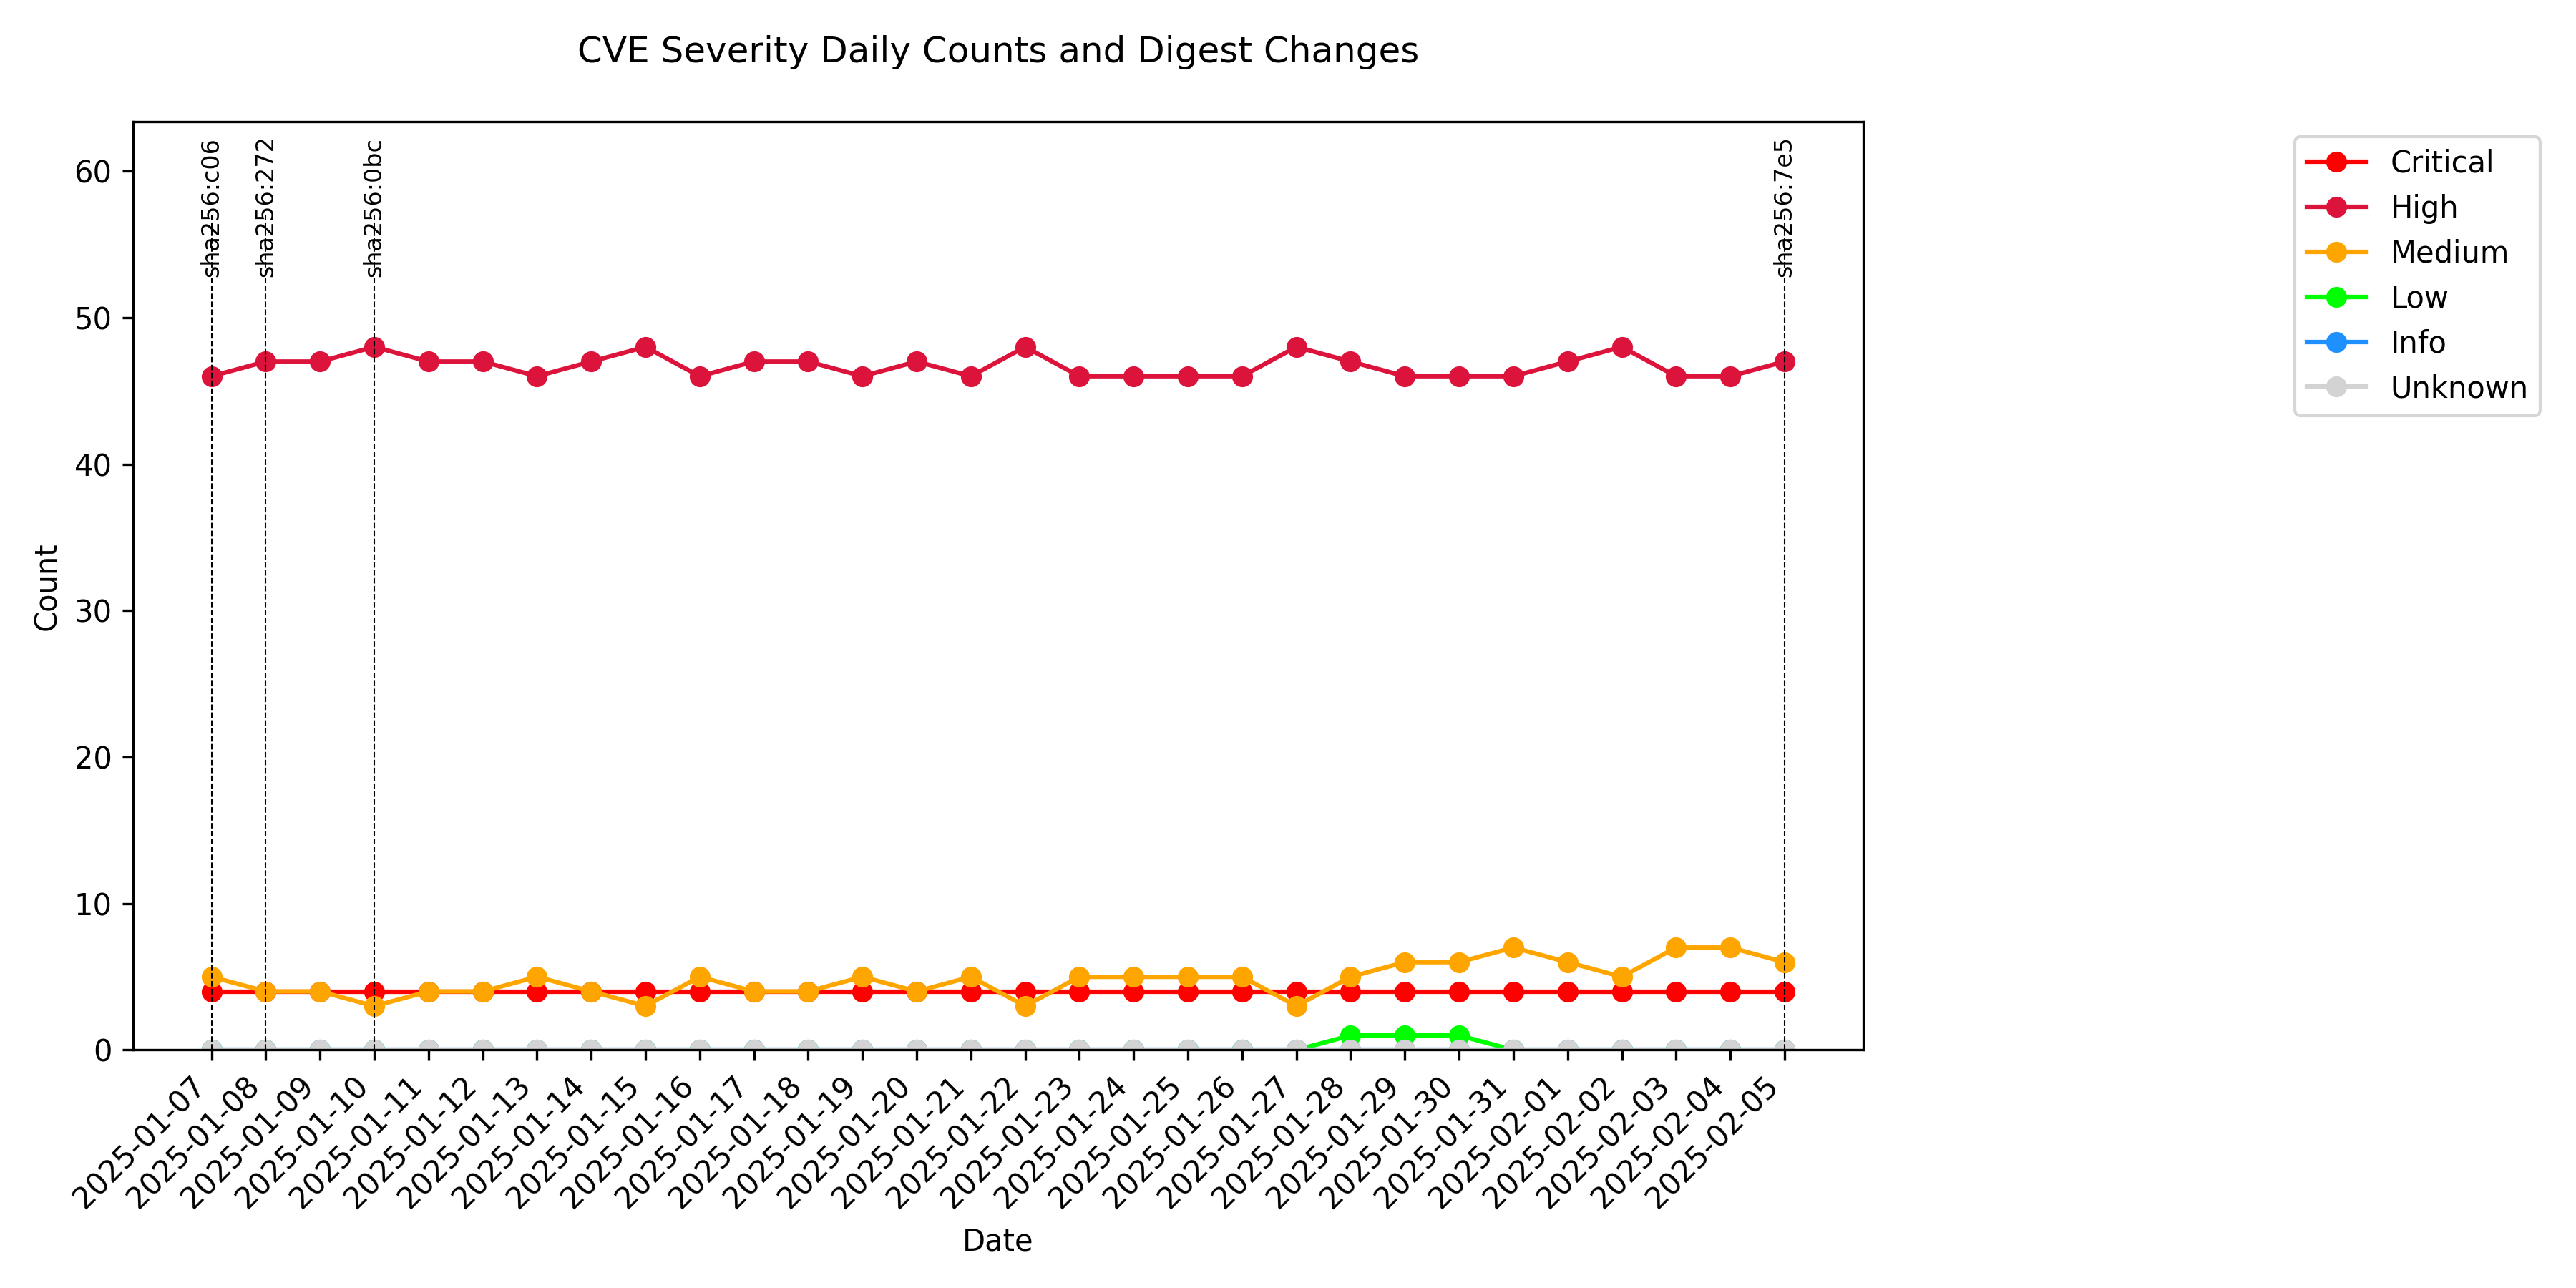 CVE Severity Daily Counts and Digest Changes
sha256:c06
sha256:272
sha256:0bc
sha256:7e5
Critical
High
Medium
Low
Info
Unknown
Count
60
50
40
30
20
10
0
2025-01-07
2025-01-08
2025-01-09
2025-01-10
2025-01-11
2025-01-12
2025-01-13
2025-01-14
2025-01-15
2025-01-16
2025-01-17
2025-01-18
2025-01-19
2025-01-20
2025-01-21
2025-01-22
2025-01-23
2025-01-24
2025-01-25
2025-01-26
2025-01-27
2025-01-28
2025-01-29
2025-01-30
2025-01-31
2025-02-01
2025-02-02
2025-02-03
2025-02-04
2025-02-05
Date